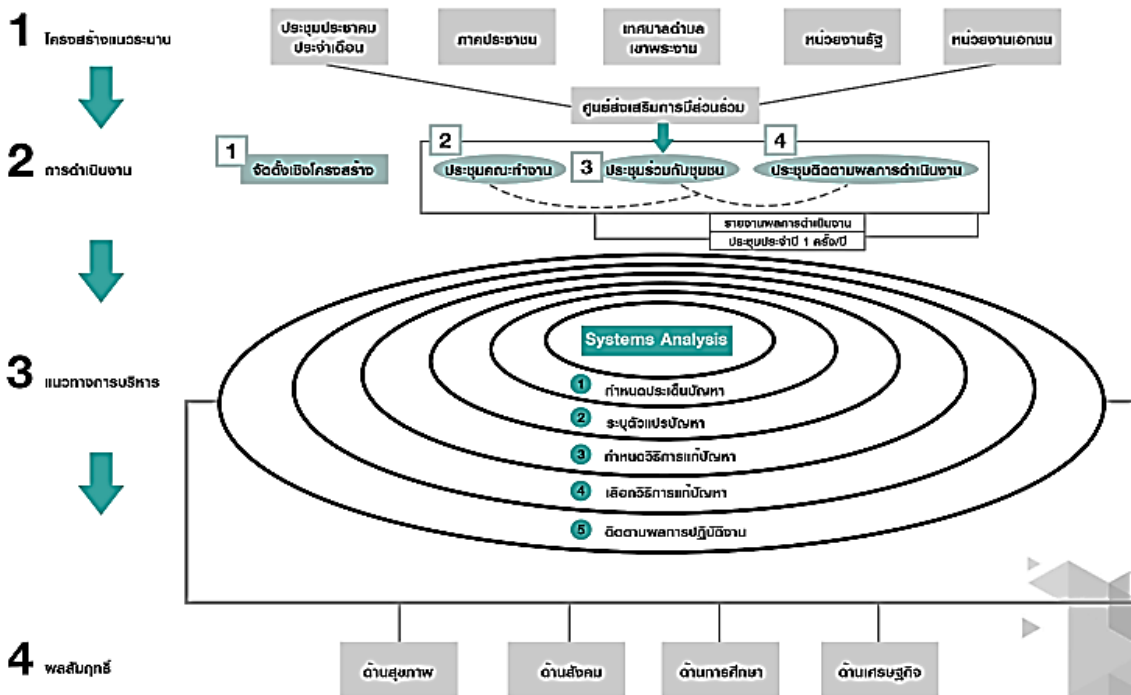 1 โครงสร้างแนวระนาบ
ประชุมประชาคม
ประจำเดือน
ภาคประชาชน
เทศบาลตำบล
เขาพระงาม
หน่วยงานรัฐ
หน่วยงานเอกชน
ศูนย์ส่งเสริมการมีส่วนร่วม
2 การดำเนินงาน
1 จัดตั้งเชิงโครงสร้าง
2 ประชุมคณะทำงาน
3 ประชุมร่วมกับชุมชน
4 ประชุมติดตามผลการดำเนินงาน
รายงานผลการดำเนินงาน
ประชุมประจำปี 1 ครั้ง/ปี
3 แนวทางการบริหาร
Systems Analysis
1 กำหนดประเด็นปัญหา
2 ระบุตัวแปรปัญหา
3 กำหนดวิธีการแก้ปัญหา
4 เลือกวิธีการแก้ปัญหา
5 ติดตามผลการปฏิบัติงาน
4 ผลสัมฤทธิ์
ด้านสุขภาพ
ด้านสังคม
ด้านการศึกษา
ด้านเศรษฐกิจ